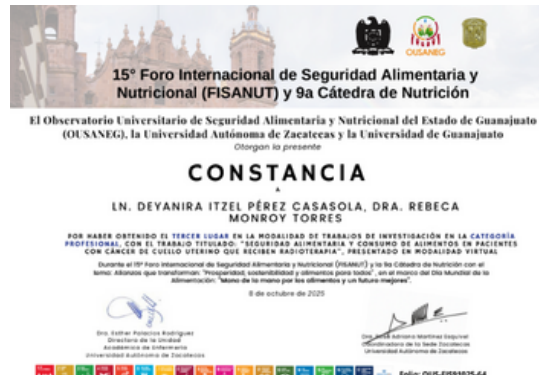 OUSANEG
15° Foro Internacional de Seguridad Alimentaria y
Nutricional (FISANUT) y 9a Cátedra de Nutrición
El Observatorio Universitario de Seguridad Alimentaria y Nutricional del Estado de Guanajuato
(OUSANEG), la Universidad Autónoma de Zacatecas y la Universidad de Guanajuato
Otorgan la presente
CONSTANCIA
A
LN. DEYANIRA ITZEL PÉREZ CASASOLA, DRA. REBECA
MONROY TORRES
POR HABER OBTENIDO EL TERCER LUGAR EN LA MODALIDAD DE TRABAJOS DE INVESTIGACIÓN EN LA CATEGORÍA
PROFESIONAL, CON EL TRABAJO TITULADO: "SEGURIDAD ALIMENTARIA Y CONSUMO DE ALIMENTOS EN PACIENTES
CON CÁNCER DE CUELLO UTERINO QUE RECIBEN RADIOTERAPIA", PRESENTADO EN MODALIDAD VIRTUAL
Durante el 15° Foro Internacional de Seguridad Alimentaria y Nutricional (FISANUT) y la 9a Cátedra de Nutrición con el
tema: Alianzas que transforman: "Prosperidad, sostenibilidad y alimentos para todos", en el marco del Día Mundial de la
Alimentación: "Mano de la mano por los alimentos y un futuro mejores".
8 de octubre de 2025
Dra. Esther Palacios Rodríguez
Directora de la Unidad
Académica de Enfermería
Universidad Autónoma de Zacatecas
Adriana Martínez Esquivel
Coordinadora de la Sede Zacatecas
Universidad Autónoma de Zacatecas